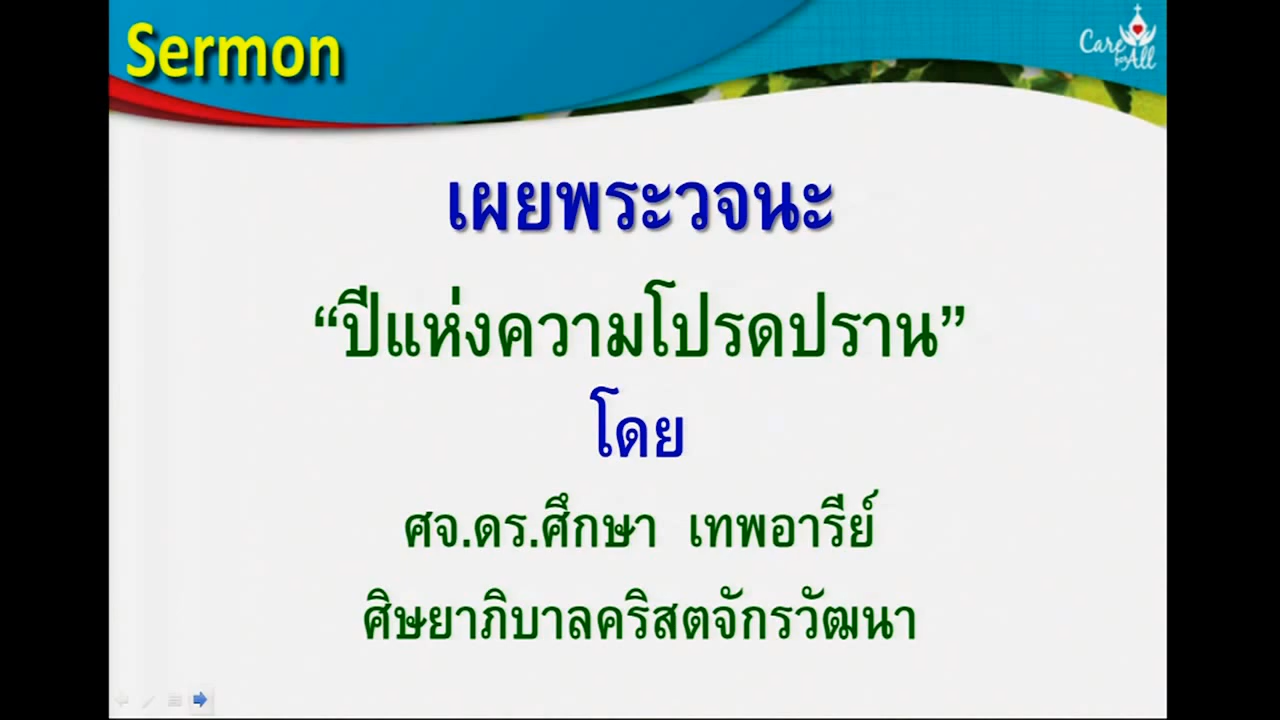 Sermon
Care
for All
เผยพระวจนะ
“ปีแห่งความโปรดปราน”
โดย
ศจ.ดร.ศึกษา เทพอารีย์
ศิษยาภิบาลคริสตจักรวัฒนา